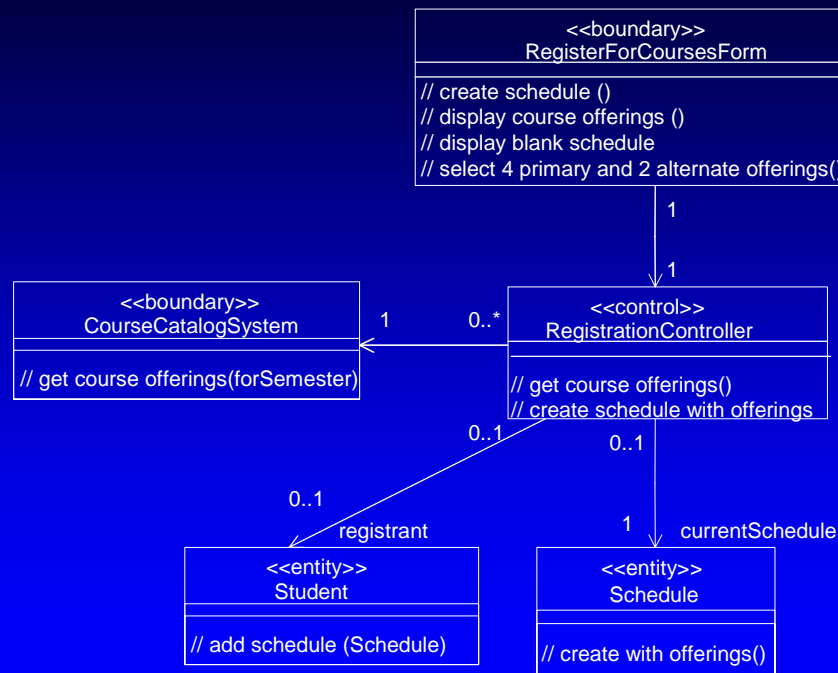 <<boundary>>
RegisterForCoursesForm
// create schedule ()
// display course offerings ()
// display blank schedule
// select 4 primary and 2 alternate offerings()
1
1
<<boundary>>
CourseCatalogSystem
// get course offerings(forSemester)
1
0..*
<<control>>
RegistrationController
// get course offerings()
// create schedule with offerings
0..1
0..1
0..1
registrant
1
currentSchedule
<<entity>>
Student
// add schedule (Schedule)
<<entity>>
Schedule
// create with offerings()